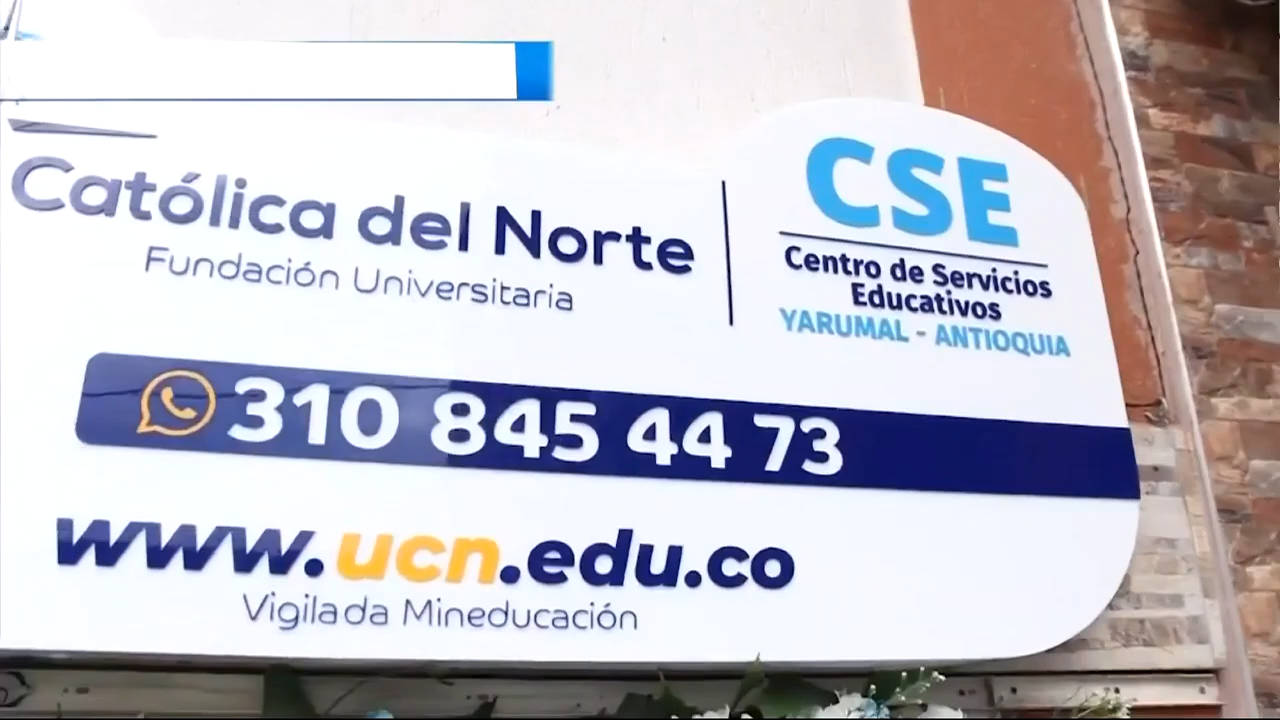 Católica del Norte
Fundación Universitaria
CSE
Centro de Servicios
Educativos
YARUMAL - ANTIOQUIA
310 845 44 73
www.ucn.edu.co
Vigilada Mineducación